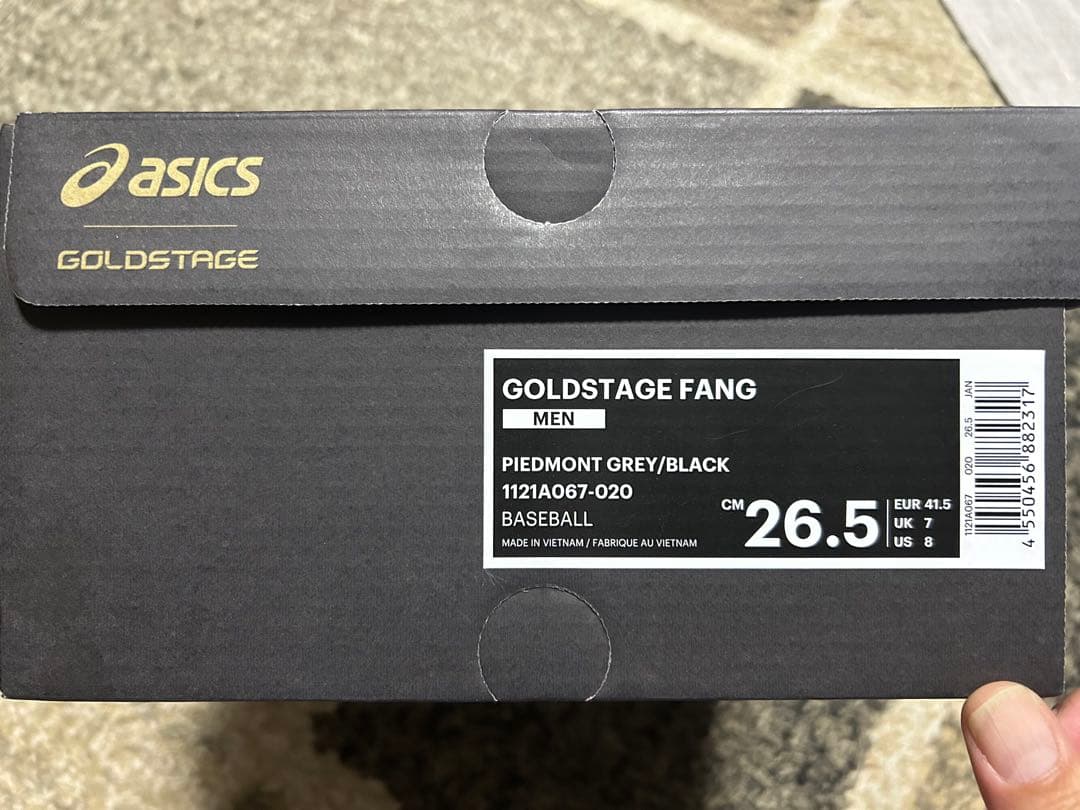 asics
GOLDSTAGE
GOLDSTAGE FANG
MEN
PIEDMONT GREY/BLACK
1121A067-020
BASEBALL
MADE IN VIETNAM / FABRIQUE AU VIETNAM
CM 26.5
EUR 41.5
UK 7
US 8
1121A067 020 26.5 JAN
4 550456 882317